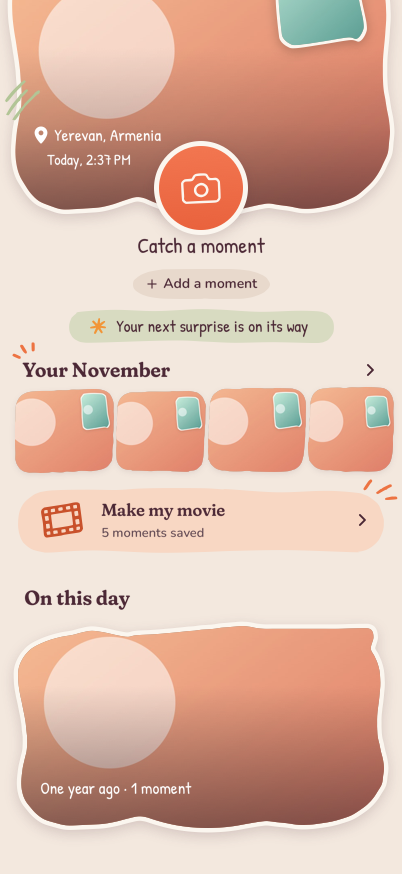 Yerevan, Armenia
Today, 2:37 PM
Catch a moment
+ Add a moment
Your next surprise is on its way
Your November
Make my movie
5 moments saved
On this day
One year ago · 1 moment